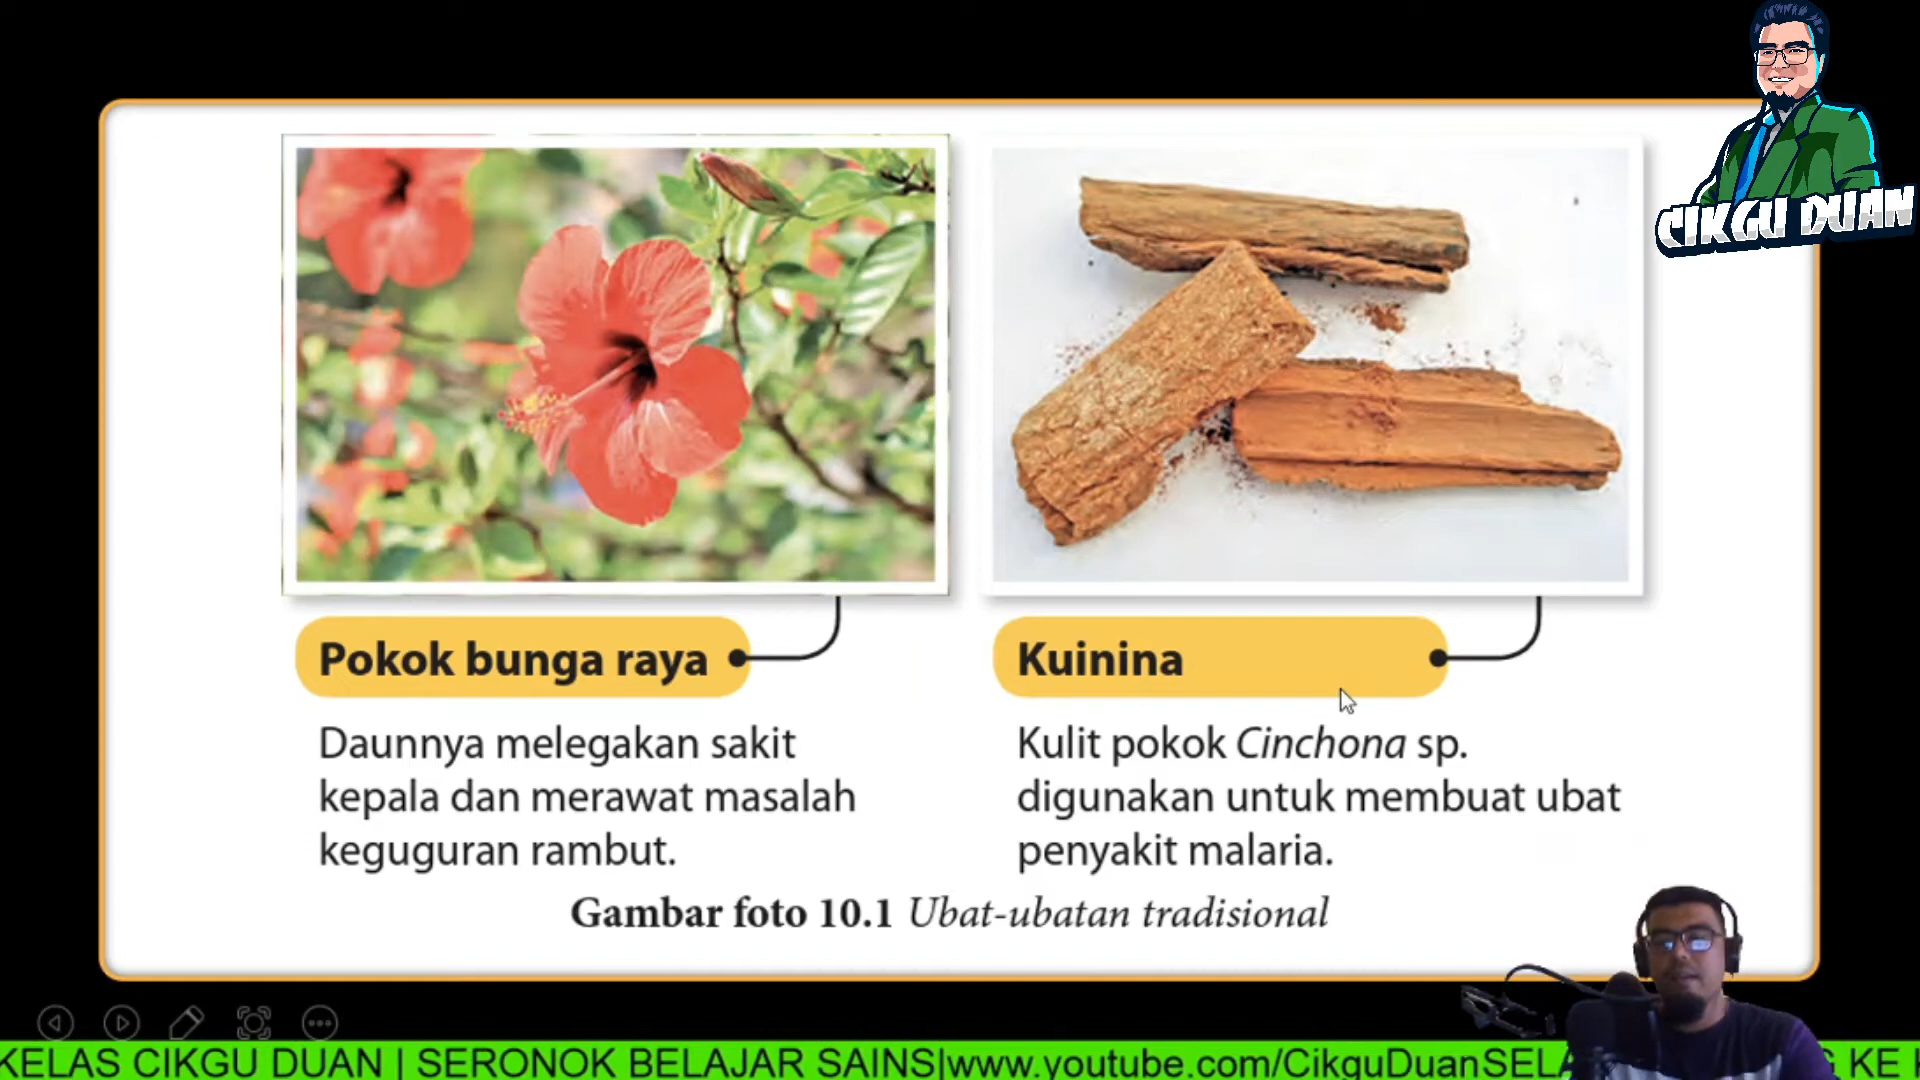 CIKGU DUAN
Pokok bunga raya
Daunnya melegakan sakit
kepala dan merawat masalah
keguguran rambut.
Kuinina
Kulit pokok Cinchona sp.
digunakan untuk membuat ubat
penyakit malaria.
Gambar foto 10.1 Ubat-ubatan tradisional
KELAS CIKGU DUAN | SERONOK BELAJAR SAINS|www.youtube.com/CikguDuanSELA KE